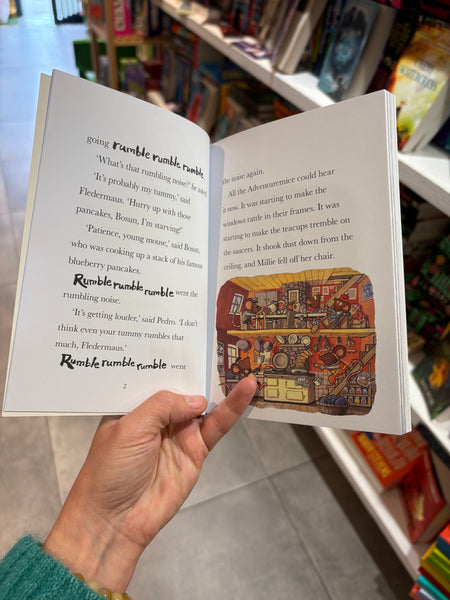 going rumble rumble rumble
'What's that rumbling noise?' he asked.
'It's probably my tummy,' said
Fledermaus. 'Hurry up with those
pancakes, Bosun, I'm starving!'
'Patience, young mouse,' said Bosun,
who was cooking up a stack of his famous
blueberry pancakes.
Rumble rumble rumble went the
rumbling noise.
'It's getting louder,' said Pedro. 'I don't
think even your tummy rumbles that
much, Fledermaus.'
Rumble rumble rumble went
2
the noise again.
All the Adventuremice could hear
it now. It was starting to make the
windows rattle in their frames. It was
starting to make the teacups tremble on
the saucers. It shook dust down from the
ceiling, and Millie fell off her chair.